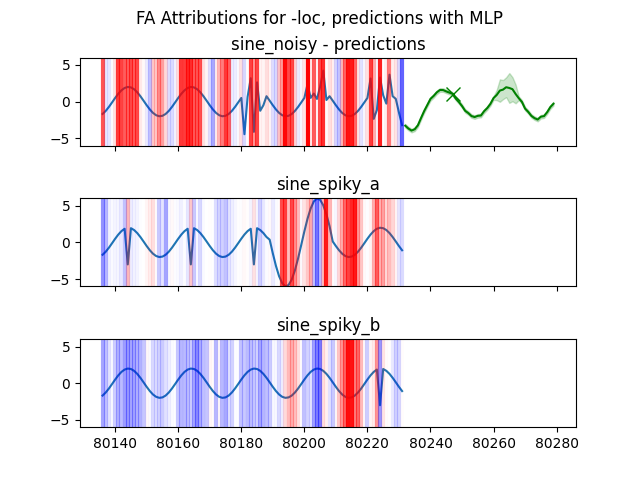 FA Attributions for -loc, predictions with MLP
sine_noisy - predictions
5
0
−5
sine_spiky_a
5
0
−5
sine_spiky_b
5
0
−5
80140 80160 80180 80200 80220 80240 80260 80280